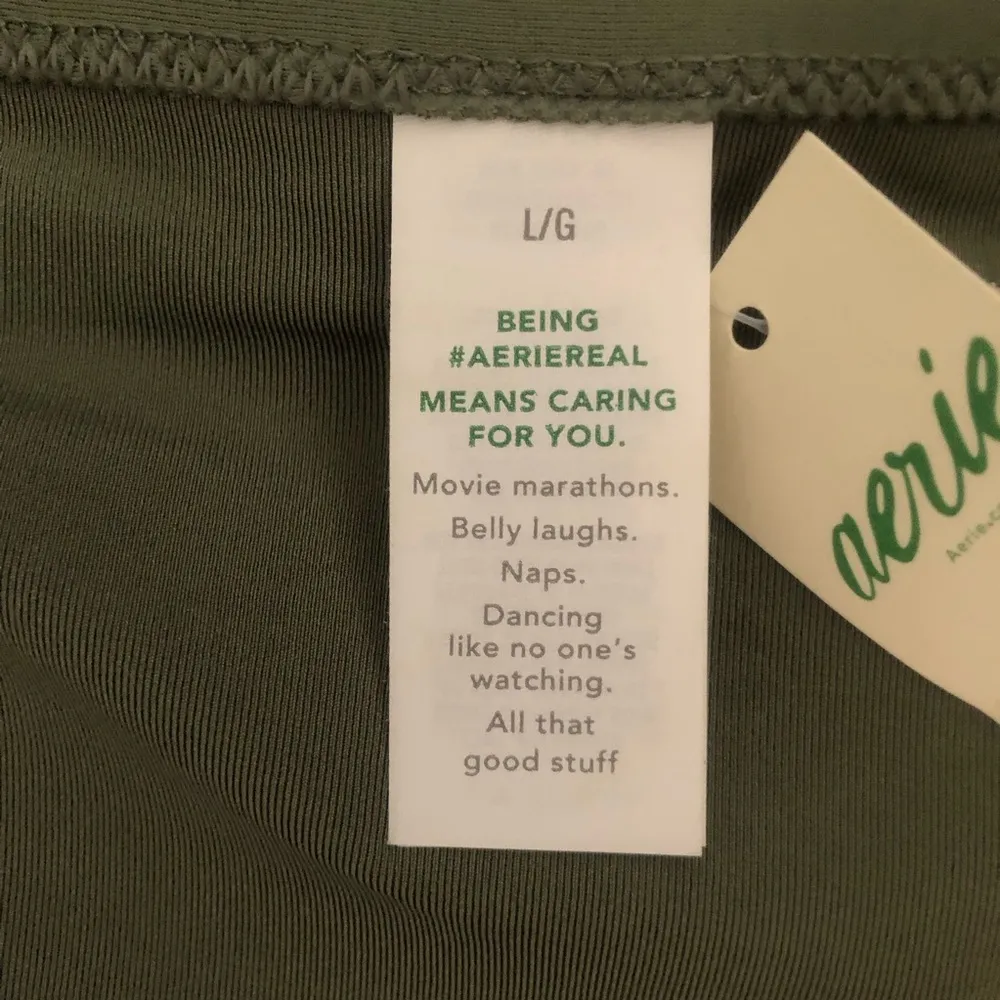 L/G
BEING
#AERIEREAL
MEANS CARING
FOR YOU.
Movie marathons.
Belly laughs.
Naps.
Dancing
like no one's
watching.
All that
good stuff
aerie